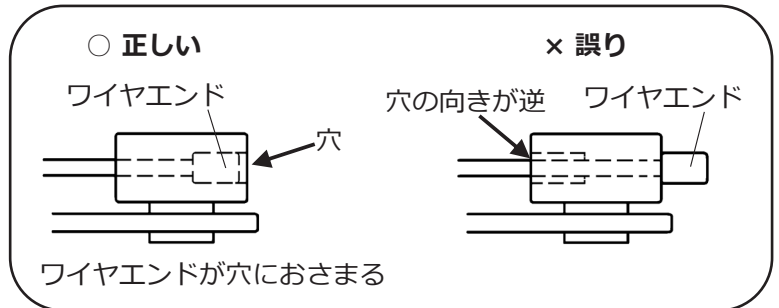 ○ 正しい
ワイヤエンド
穴
ワイヤエンドが穴におさまる
× 誤り
穴の向きが逆
ワイヤエンド